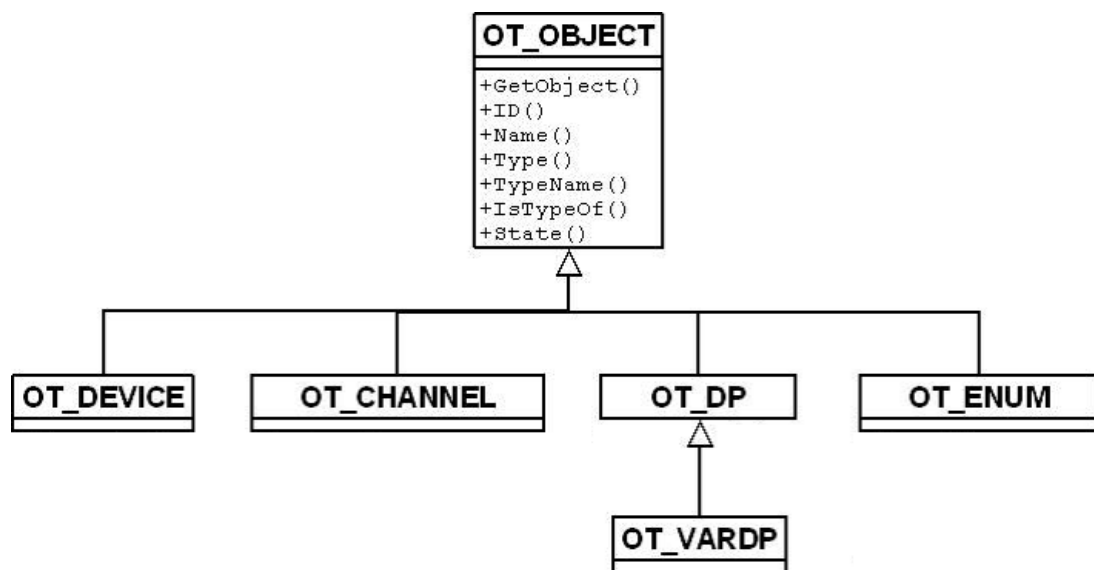 OT_OBJECT
+GetObject()
+ID()
+Name()
+Type()
+TypeName()
+IsTypeOf()
+State()
OT_DEVICE
OT_CHANNEL
OT_DP
OT_ENUM
OT_VARDP